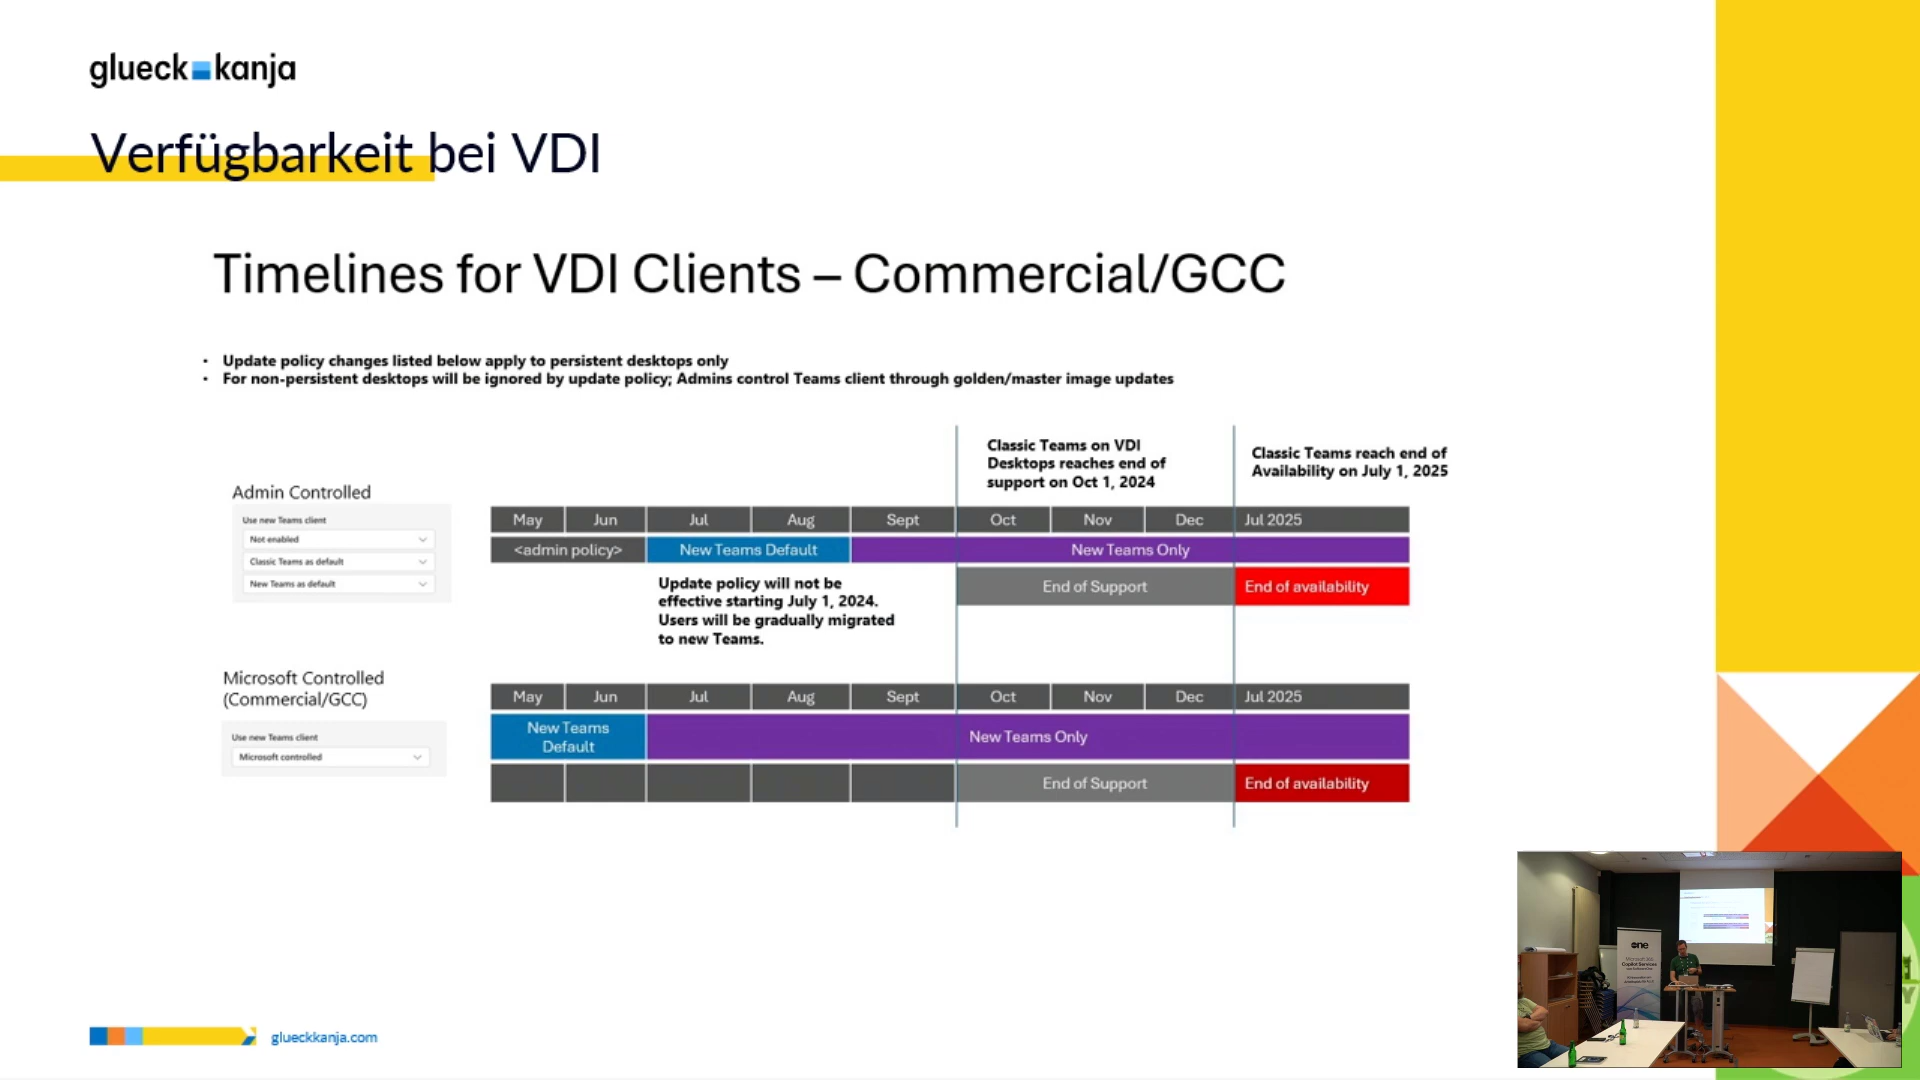 glueck kanja
Verfügbarkeit bei VDI
Timelines for VDI Clients – Commercial/GCC
• Update policy changes listed below apply to persistent desktops only
• For non-persistent desktops will be ignored by update policy; Admins control Teams client through golden/master image updates
Classic Teams on VDI
Desktops reaches end of
support on Oct 1, 2024
Classic Teams reach end of
Availability on July 1, 2025
Admin Controlled
Use new Teams client
Not enabled
Classic Teams as default
New Teams as default
May Jun Jul Aug Sept Oct Nov Dec Jul 2025
<admin policy> New Teams Default New Teams Only
End of Support End of availability
Update policy will not be
effective starting July 1, 2024.
Users will be gradually migrated
to new Teams.
Microsoft Controlled
(Commercial/GCC)
Use new Teams client
Microsoft controlled
May Jun Jul Aug Sept Oct Nov Dec Jul 2025
New Teams
Default
New Teams Only
End of Support End of availability
one
Copilot Services
glueckkanja.com